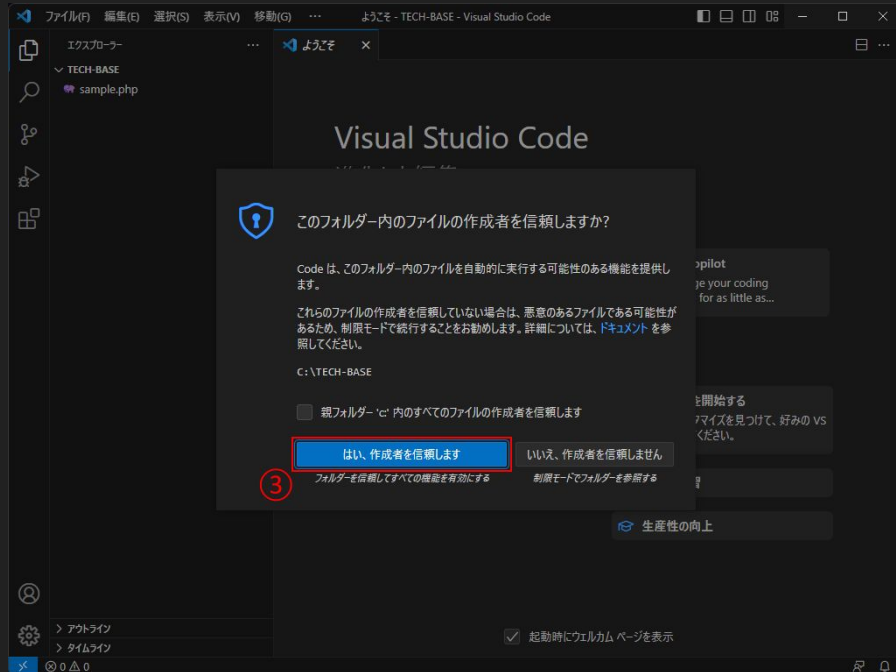 ファイル(F) 編集(E) 選択(S) 表示(V) 移動(G) … ようこそ - TECH-BASE - Visual Studio Code
エクスプローラー …
ようこそ
TECH-BASE
sample.php
Visual Studio Code
このフォルダー内のファイルの作成者を信頼しますか?
Code は、このフォルダー内のファイルを自動的に実行する可能性のある機能を提供し
ます。
これらのファイルの作成者を信頼していない場合は、悪意のあるファイルである可能性が
あるため、制限モードで続行することをお勧めします。詳細については、ドキュメント を参
照してください。
C:\TECH-BASE
親フォルダー 'c:' 内のすべてのファイルの作成者を信頼します
はい、作成者を信頼します
いいえ、作成者を信頼しません
フォルダーを信頼してすべての機能を有効にする
制限モードでフォルダーを参照する
③
opilot
ge your coding
for as little as...
を開始する
タマイズを見つけて、好みの VS
ください。
習
生産性の向上
起動時にウェルカム ページを表示
アウトライン
タイムライン
0 0